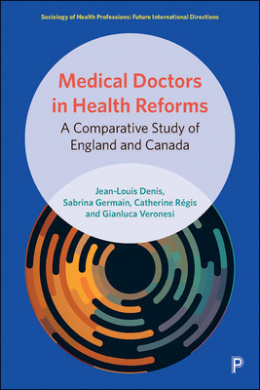 Sociology of Health Professions: Future International Directions
Medical Doctors
in Health Reforms
A Comparative Study of
England and Canada
Jean-Louis Denis,
Sabrina Germain, Catherine Régis
and Gianluca Veronesi
P